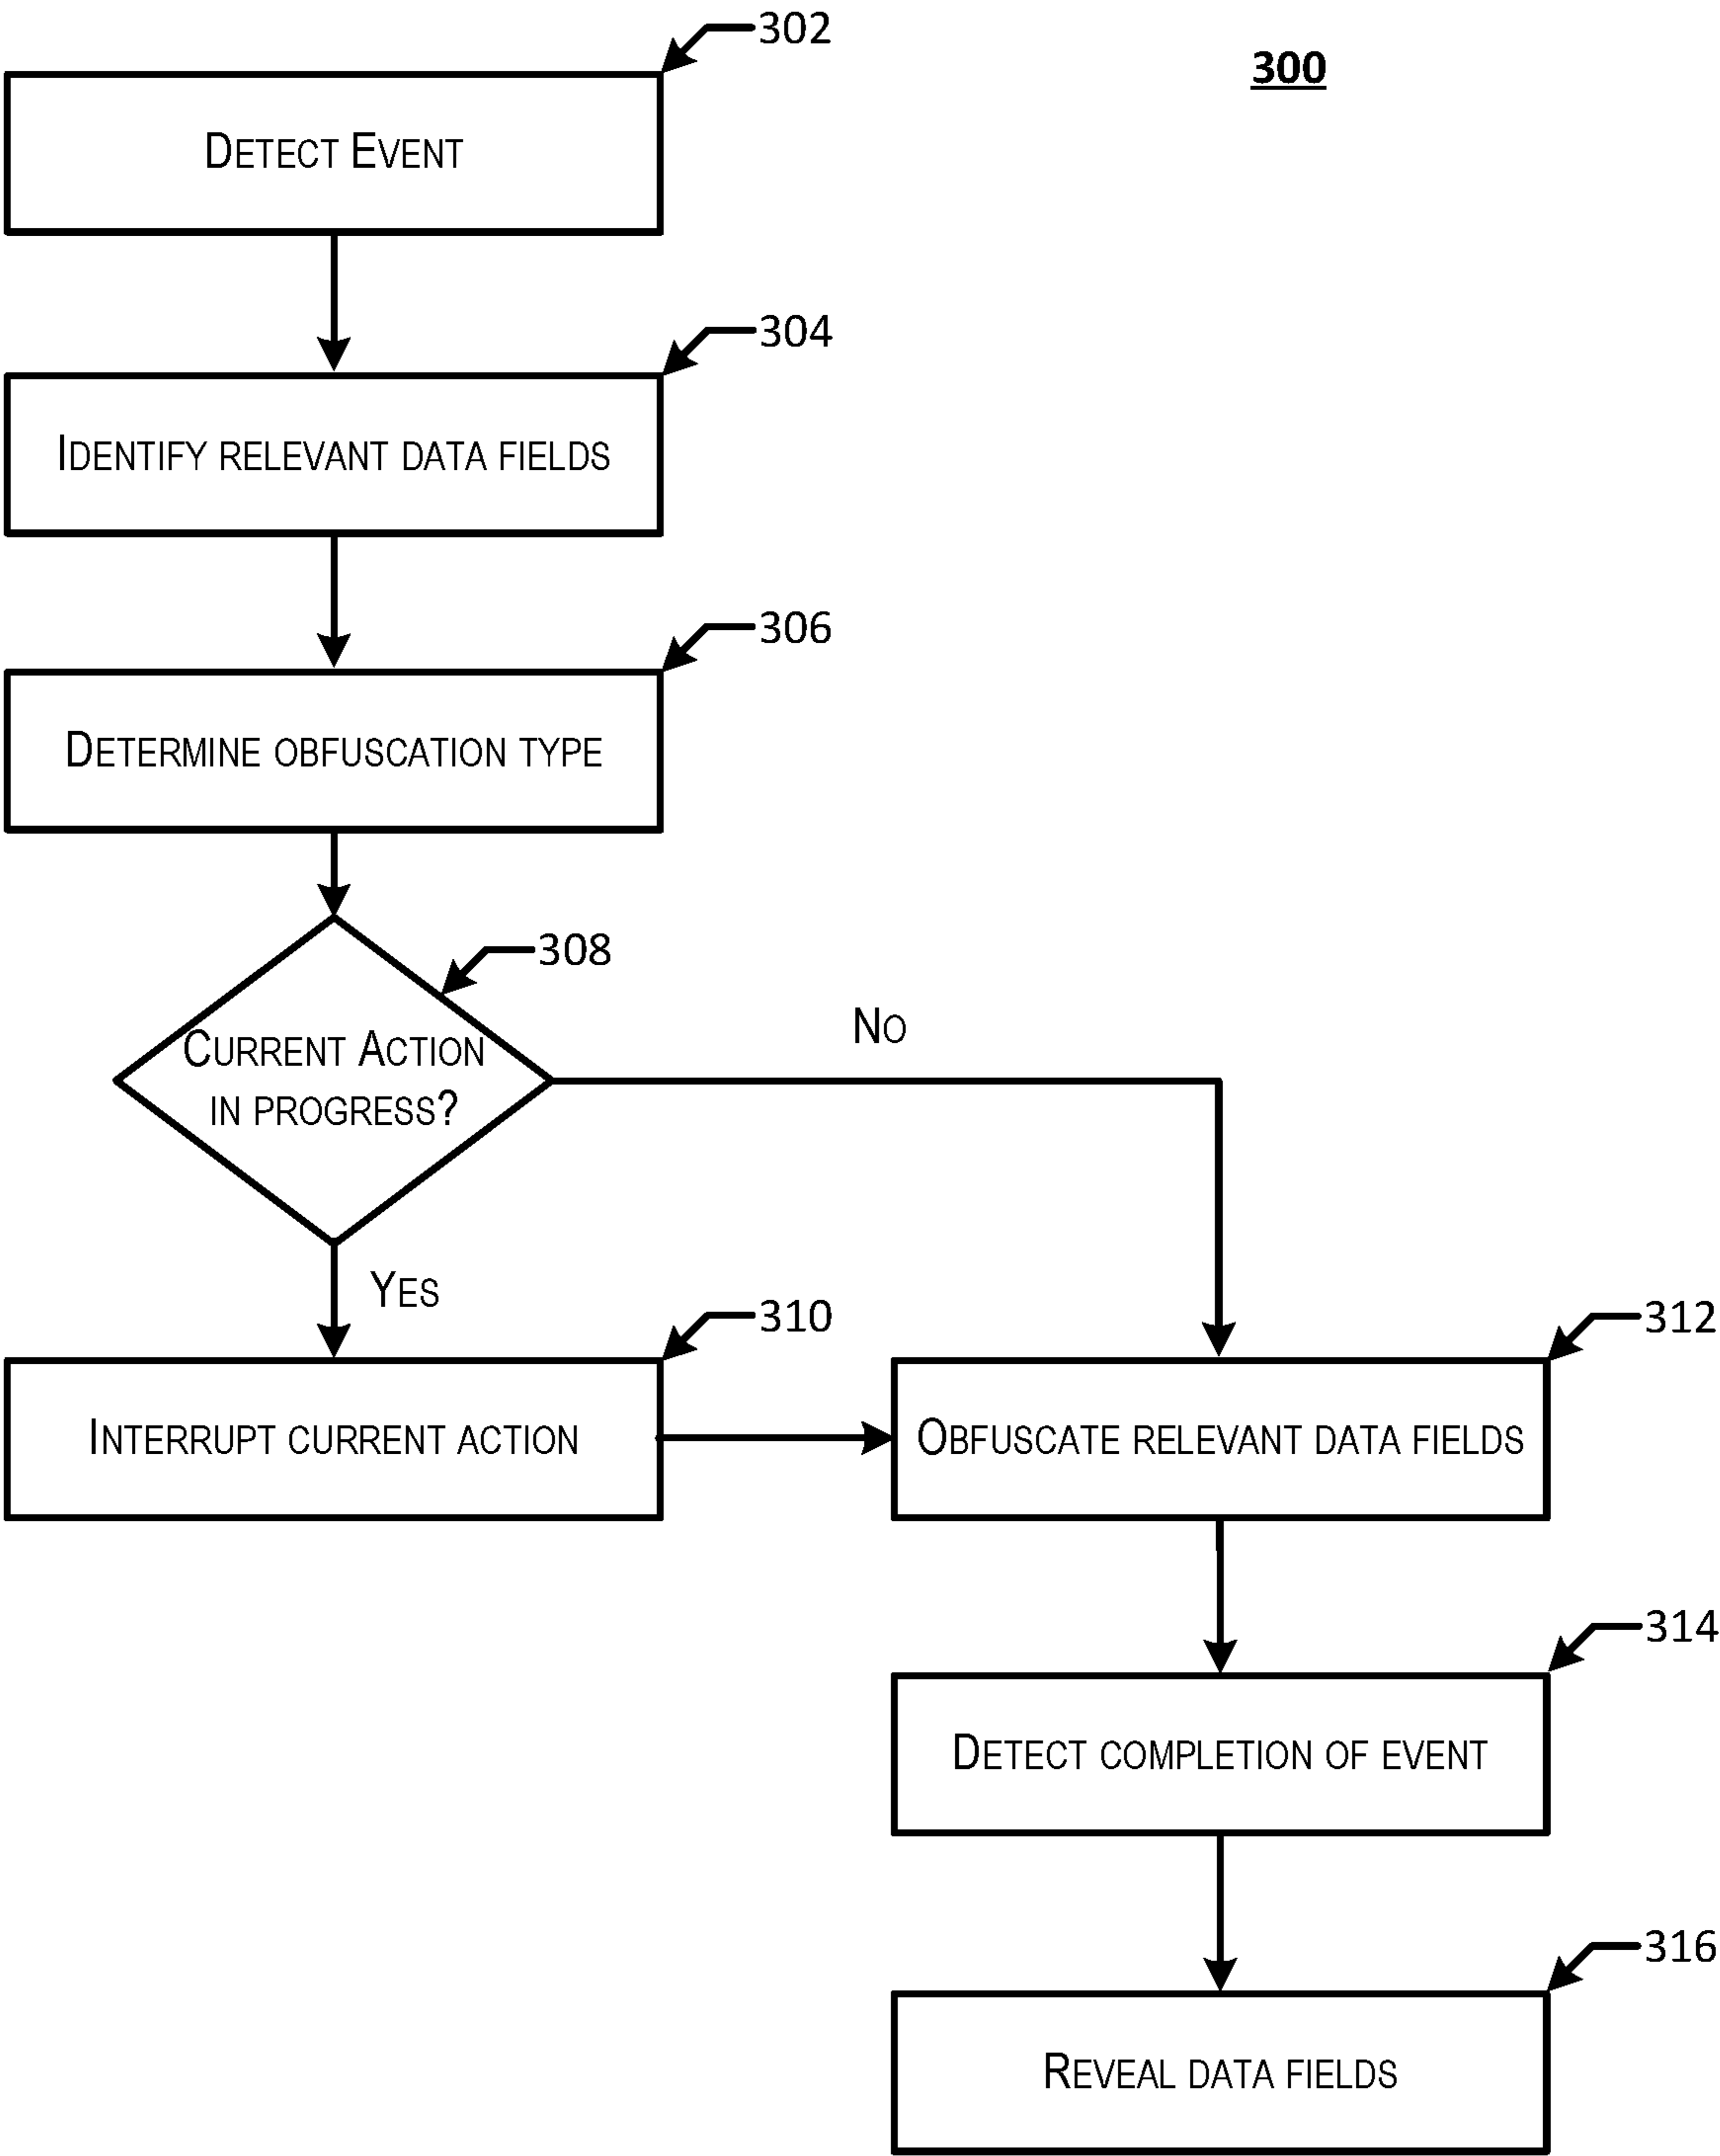 302
300
Detect Event
304
Identify relevant data fields
306
Determine obfuscation type
308
Current Action
in progress?
No
Yes
310
Interrupt current action
312
Obfuscate relevant data fields
314
Detect completion of event
316
Reveal data fields